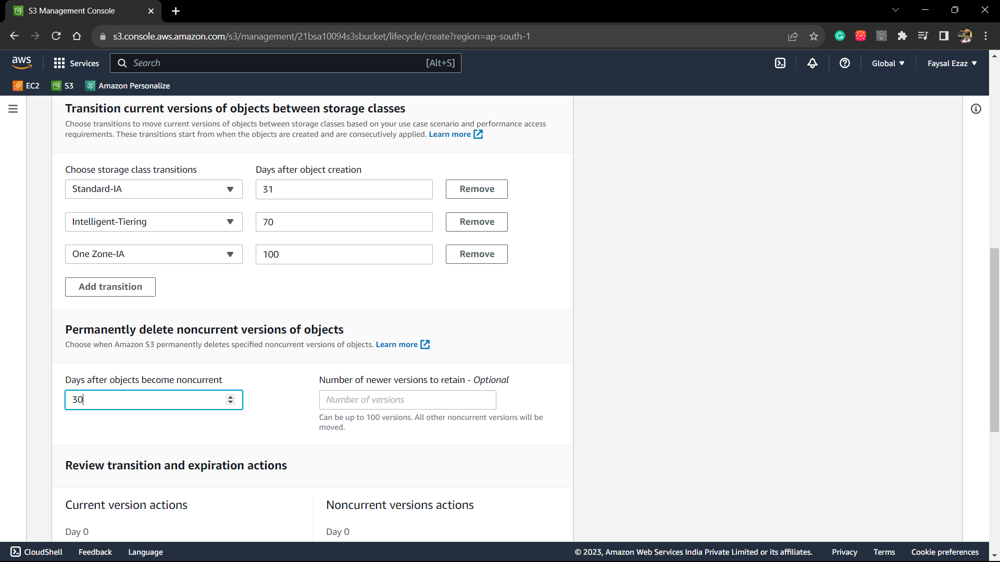 S3 Management Console
s3.console.aws.amazon.com/s3/management/21bsa10094s3sbucket/lifecycle/create?region=ap-south-1
aws
Services
Search
[Alt+S]
Global
Faysal Ezaz
EC2
S3
Amazon Personalize
Transition current versions of objects between storage classes
Choose transitions to move current versions of objects between storage classes based on your use case scenario and performance access
requirements. These transitions start from when the objects are created and are consecutively applied. Learn more
Choose storage class transitions
Days after object creation
Standard-IA
31
Remove
Intelligent-Tiering
70
Remove
One Zone-IA
100
Remove
Add transition
Permanently delete noncurrent versions of objects
Choose when Amazon S3 permanently deletes specified noncurrent versions of objects. Learn more
Days after objects become noncurrent
30
Number of newer versions to retain - Optional
Number of versions
Can be up to 100 versions. All other noncurrent versions will be
moved.
Review transition and expiration actions
Current version actions
Day 0
Noncurrent versions actions
Day 0
CloudShell
Feedback
Language
© 2023, Amazon Web Services India Private Limited or its affiliates.
Privacy
Terms
Cookie preferences